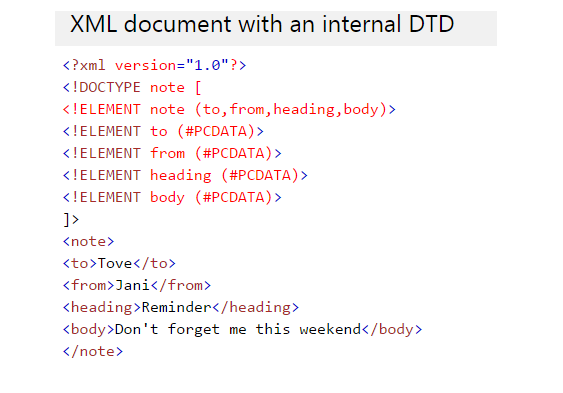 XML document with an internal DTD
<?xml version="1.0"?>
<!DOCTYPE note [
<!ELEMENT note (to,from,heading,body)>
<!ELEMENT to (#PCDATA)>
<!ELEMENT from (#PCDATA)>
<!ELEMENT heading (#PCDATA)>
<!ELEMENT body (#PCDATA)>
]>
<note>
<to>Tove</to>
<from>Jani</from>
<heading>Reminder</heading>
<body>Don't forget me this weekend</body>
</note>